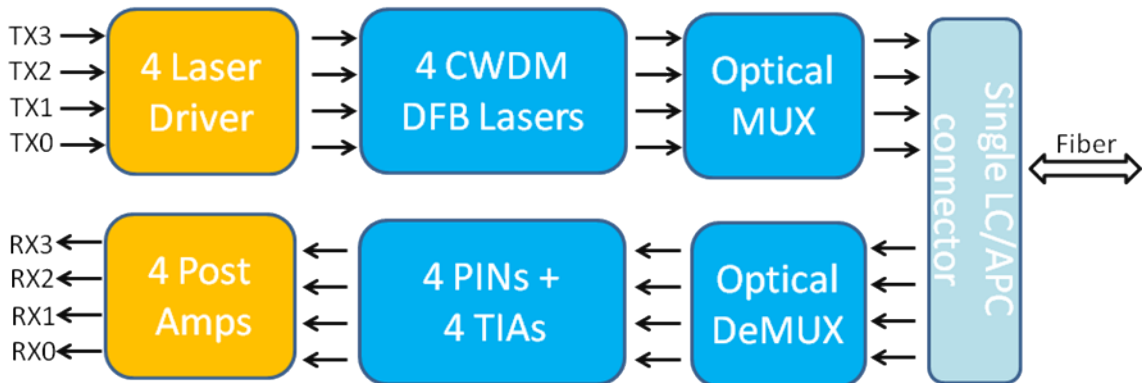 TX3
TX2
TX1
TX0
4 Laser
Driver
4 CWDM
DFB Lasers
Optical
MUX
Single LC/APC
connector
Fiber
RX3
RX2
RX1
RX0
4 Post
Amps
4 PINs +
4 TIAs
Optical
DeMUX